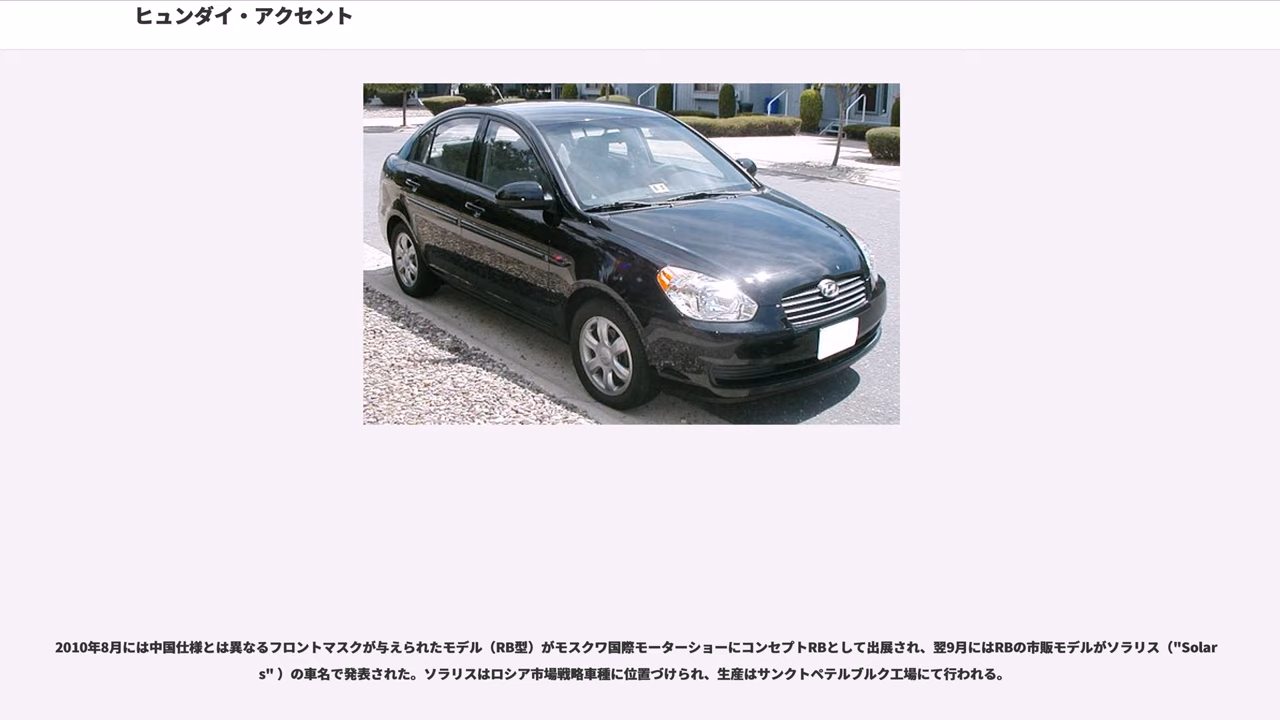 ヒュンダイ・アクセント
2010年8月には中国仕様とは異なるフロントマスクが与えられたモデル（RB型）がモスクワ国際モーターショーにコンセプトRBとして出展され、翌9月にはRBの市販モデルがソラリス（"Solar
s" ）の車名で発表された。ソラリスはロシア市場戦略車種に位置づけられ、生産はサンクトペテルブルク工場にて行われる。